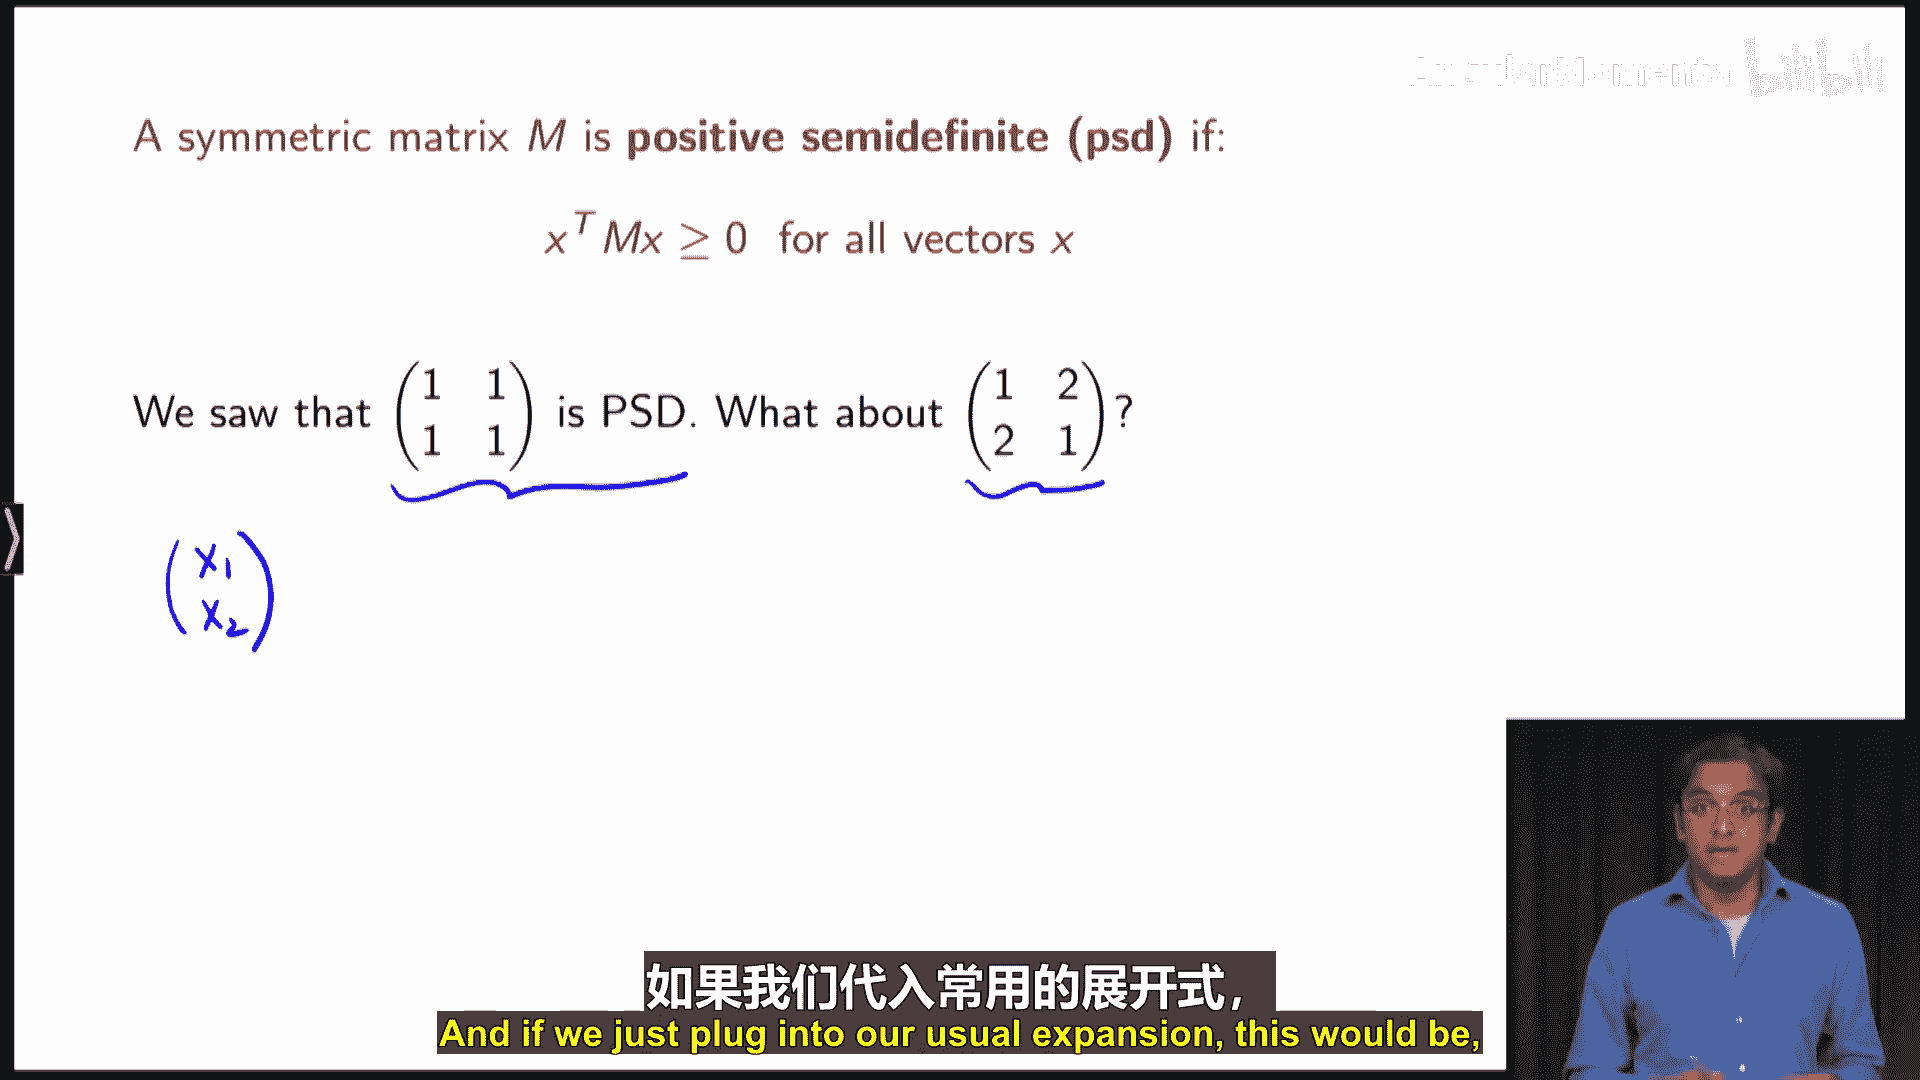 bilibili
A symmetric matrix M is positive semidefinite (psd) if:
x^T Mx ≥ 0 for all vectors x
We saw that (1 1; 1 1) is PSD. What about (1 2; 2 1)?
(x₁
x₂)
如果我们代入常用的展开式，
And if we just plug into our usual expansion, this would be,